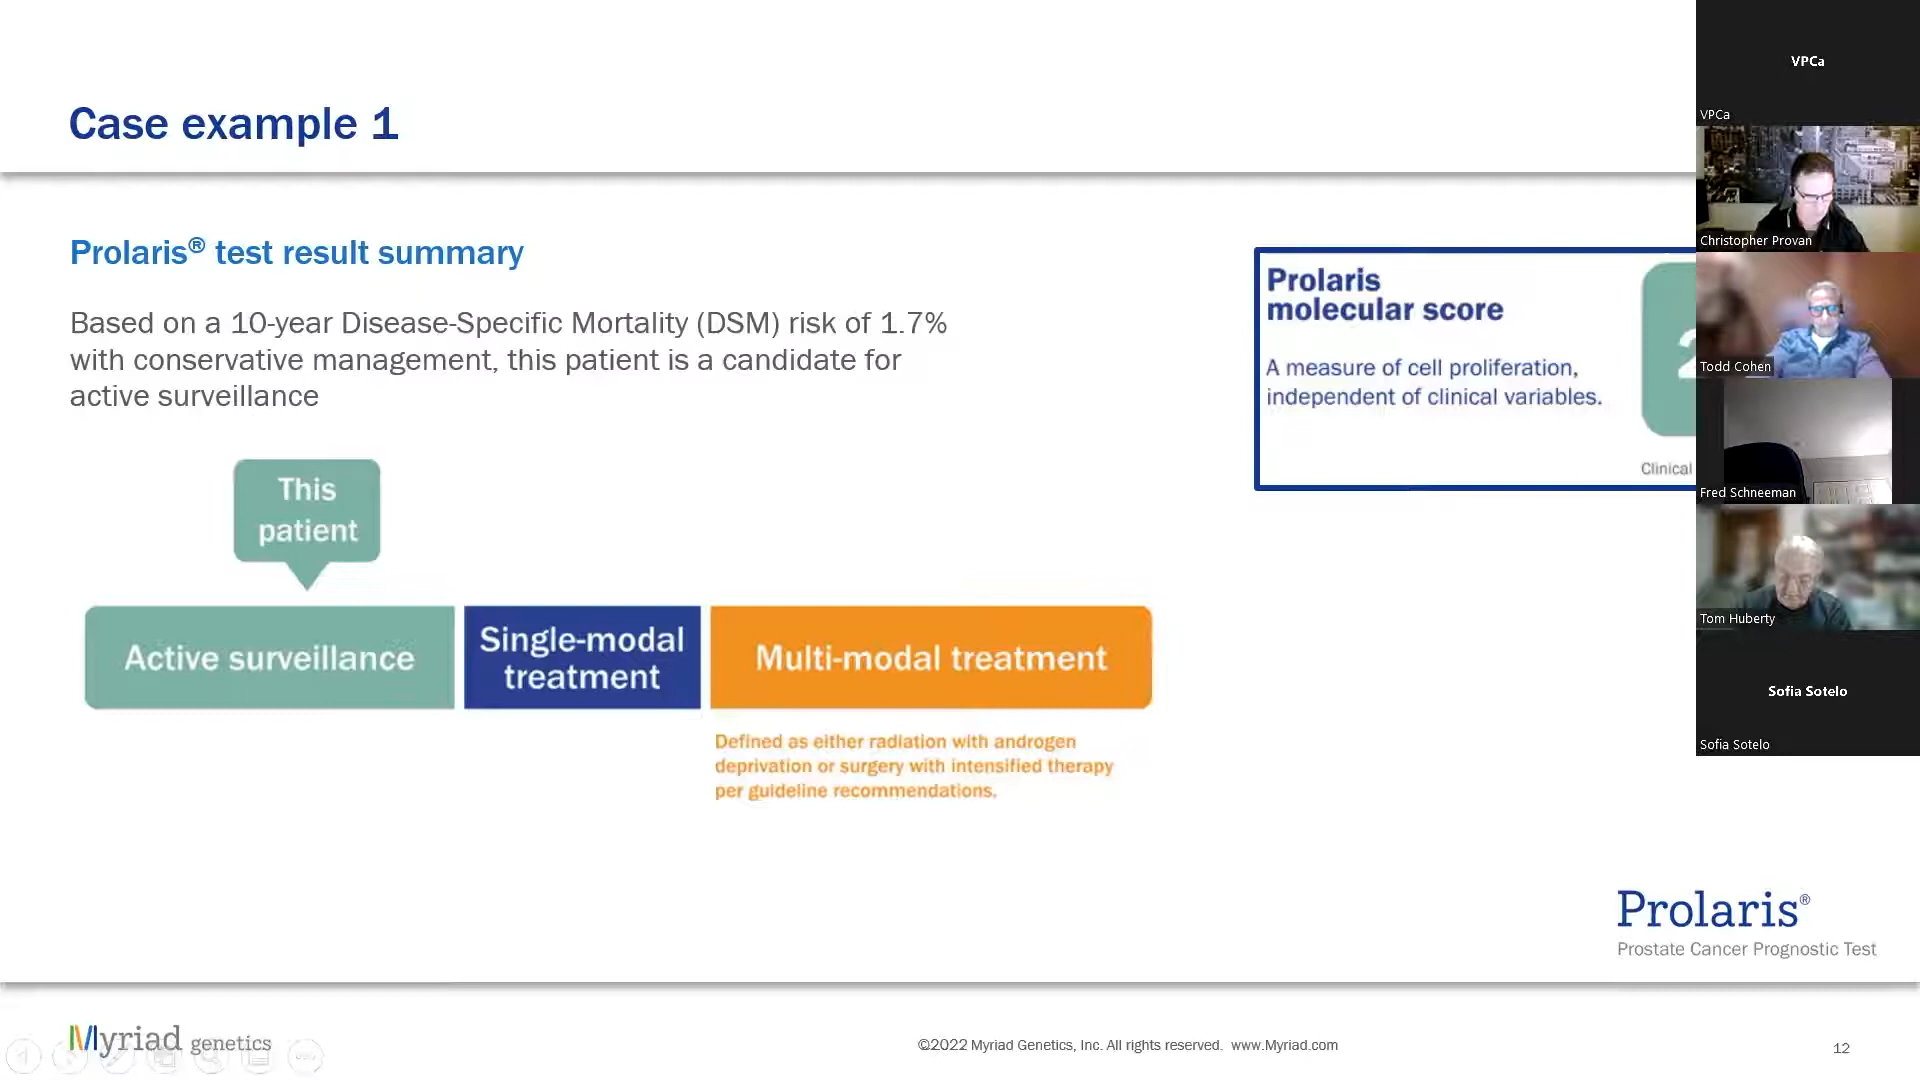 Case example 1
Prolaris® test result summary
Based on a 10-year Disease-Specific Mortality (DSM) risk of 1.7%
with conservative management, this patient is a candidate for
active surveillance
This
patient
Active surveillance
Single-modal
treatment
Multi-modal treatment
Defined as either radiation with androgen
deprivation or surgery with intensified therapy
per guideline recommendations.
Prolaris
molecular score
A measure of cell proliferation,
independent of clinical variables.
Clinical
VPCa
VPCa
Christopher Provan
Todd Cohen
Fred Schneeman
Tom Huberty
Sofia Sotelo
Sofia Sotelo
Prolaris®
Prostate Cancer Prognostic Test
Myriad genetics
©2022 Myriad Genetics, Inc. All rights reserved. www.Myriad.com
12